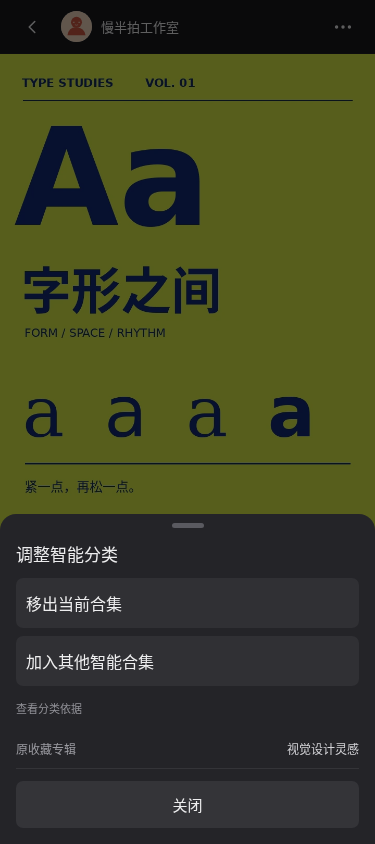 慢半拍工作室
TYPE STUDIES VOL. 01
Aa
字形之间
FORM / SPACE / RHYTHM
a a a a
紧一点，再松一点。
调整智能分类
移出当前合集
加入其他智能合集
查看分类依据
原收藏专辑 视觉设计灵感
关闭